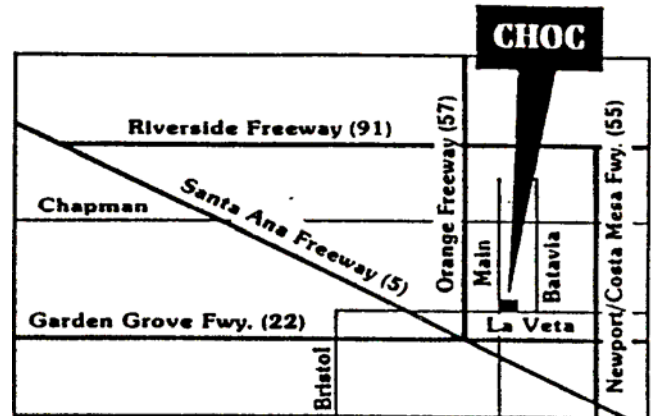 CHOC
Riverside Freeway (91)
Orange Freeway (57)
Newport/Costa Mesa Fwy. (55)
Santa Ana Freeway (5)
Chapman
Main
Batavia
Garden Grove Fwy. (22)
La Veta
Bristol